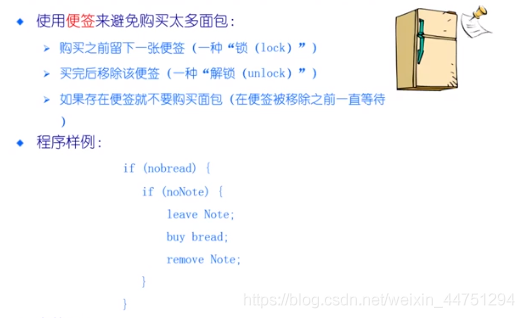 使用便签来避免购买太多面包：
购买之前留下一张便签（一种“锁（lock）”）
买完后移除该便签（一种“解锁（unlock）”）
如果存在便签就不要购买面包（在便签被移除之前一直等待
）
程序样例：
if (nobread) {
if (noNote) {
leave Note;
buy bread;
remove Note;
}
}
https://blog.csdn.net/weixin_44751294